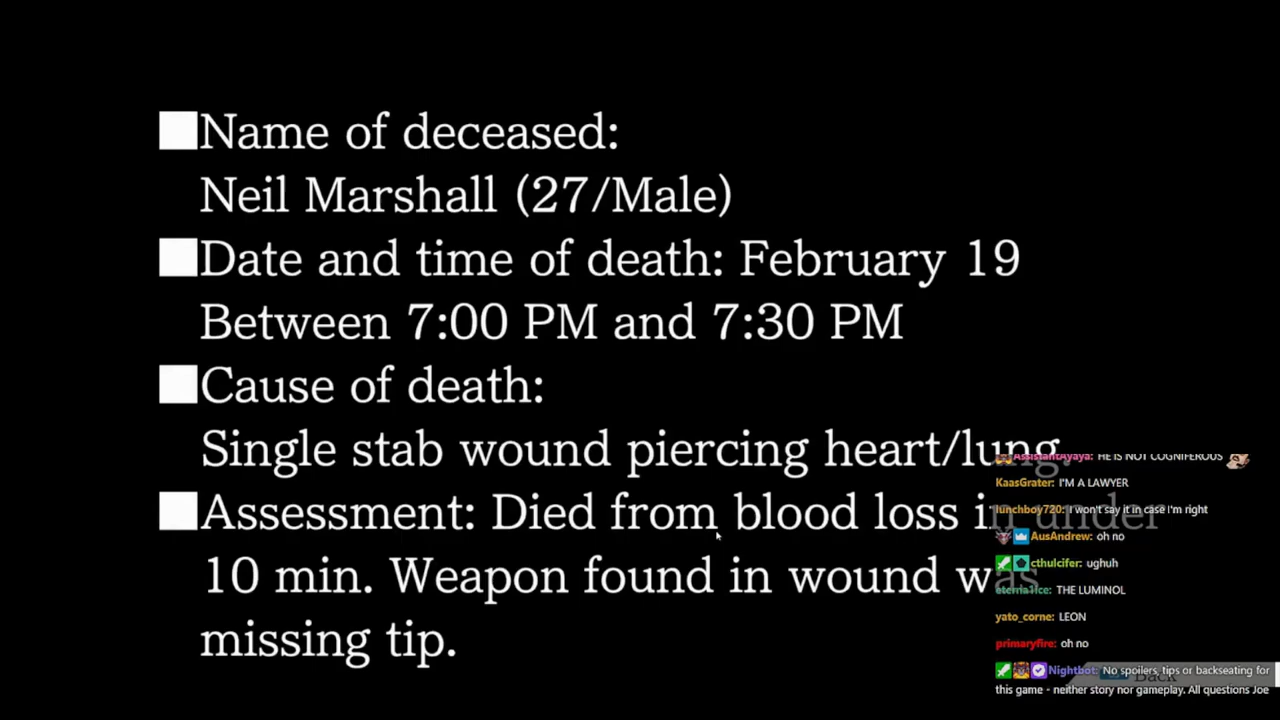 Name of deceased:
Neil Marshall (27/Male)
Date and time of death: February 19
Between 7:00 PM and 7:30 PM
Cause of death:
Single stab wound piercing heart/lung.
Assessment: Died from blood loss in under
10 min. Weapon found in wound was
missing tip.
AssistantAyaya: HE IS NOT COGNIFEROUS
KaasGrater: I'M A LAWYER
lunchboy720: I won't say it in case I'm right
AusAndrew: oh no
cthulcifer: ughuh
eterna1ice: THE LUMINOL
yato_corne: LEON
primaryfire: oh no
Nightbot: No spoilers, tips or backseating for
this game - neither story nor gameplay. All questions Joe
Back